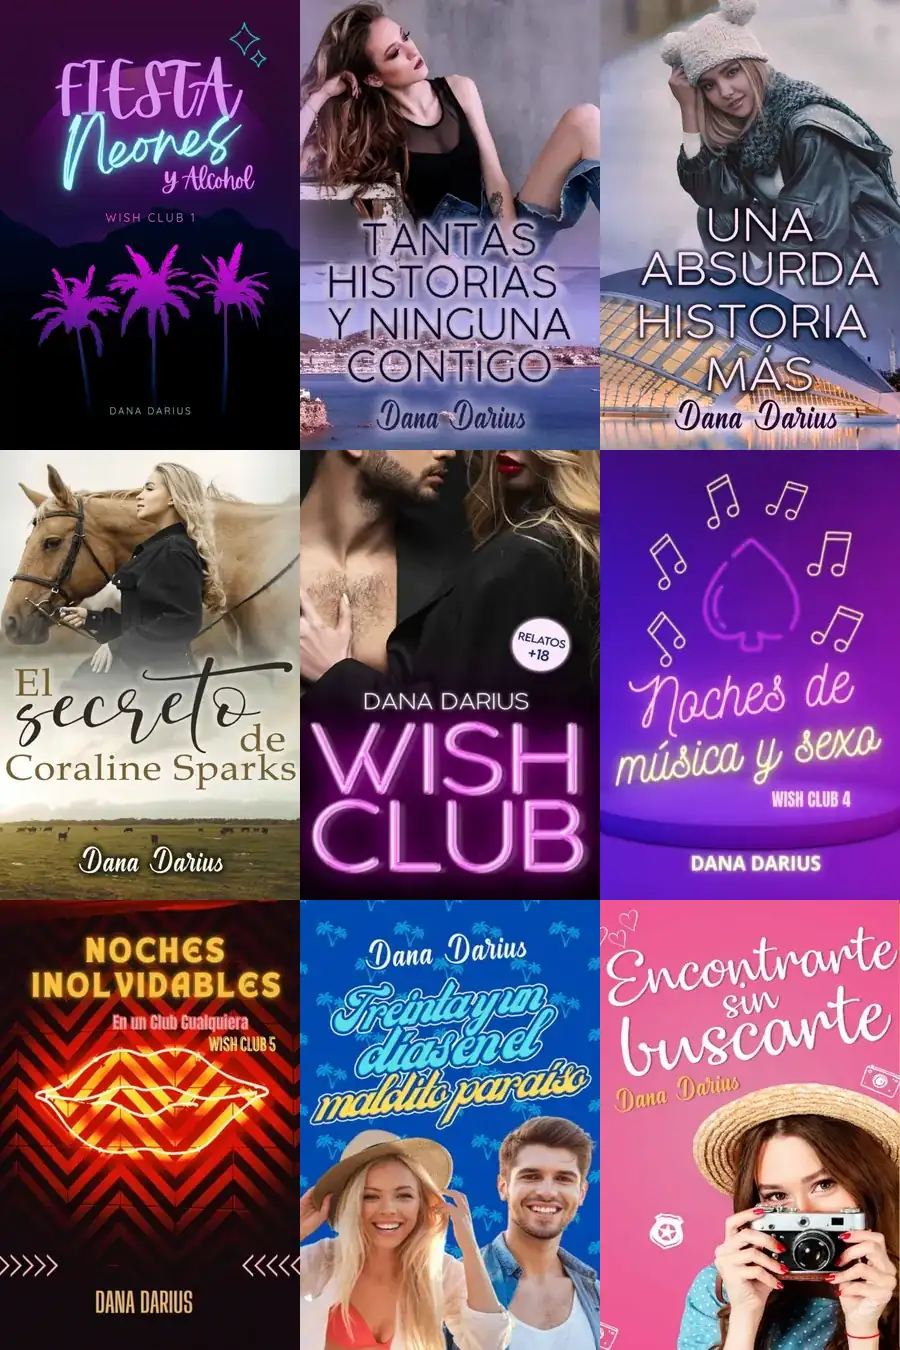 FIESTA
Neones
y Alcohol
WISH CLUB 1
DANA DARIUS
TANTAS
HISTORIAS
Y NINGUNA
CONTIGO
Dana Darius
UNA
ABSURDA
HISTORIA
MÁS
Dana Darius
El
secreto
de
Coraline Sparks
Dana Darius
RELATOS
+18
DANA DARIUS
WISH
CLUB
Noches de
música y sexo
WISH CLUB 4
DANA DARIUS
NOCHES
INOLVIDABLES
En un Club Cualquiera
WISH CLUB 5
DANA DARIUS
Dana Darius
Treinta y un
días en el
maldito paraíso
Encontrarte
sin
buscarte
Dana Darius